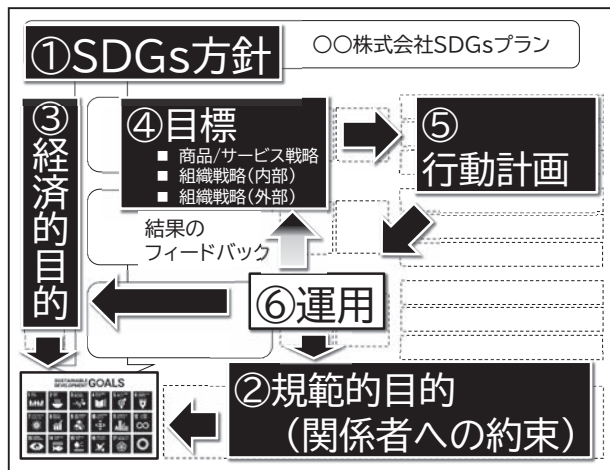 ①SDGs方針
〇〇株式会社SDGsプラン
③経済的目的
④目標
■ 商品/サービス戦略
■ 組織戦略(内部)
■ 組織戦略(外部)
⑤
行動計画
結果の
フィードバック
⑥運用
SUSTAINABLE
DEVELOPMENT GOALS
②規範的目的
(関係者への約束)